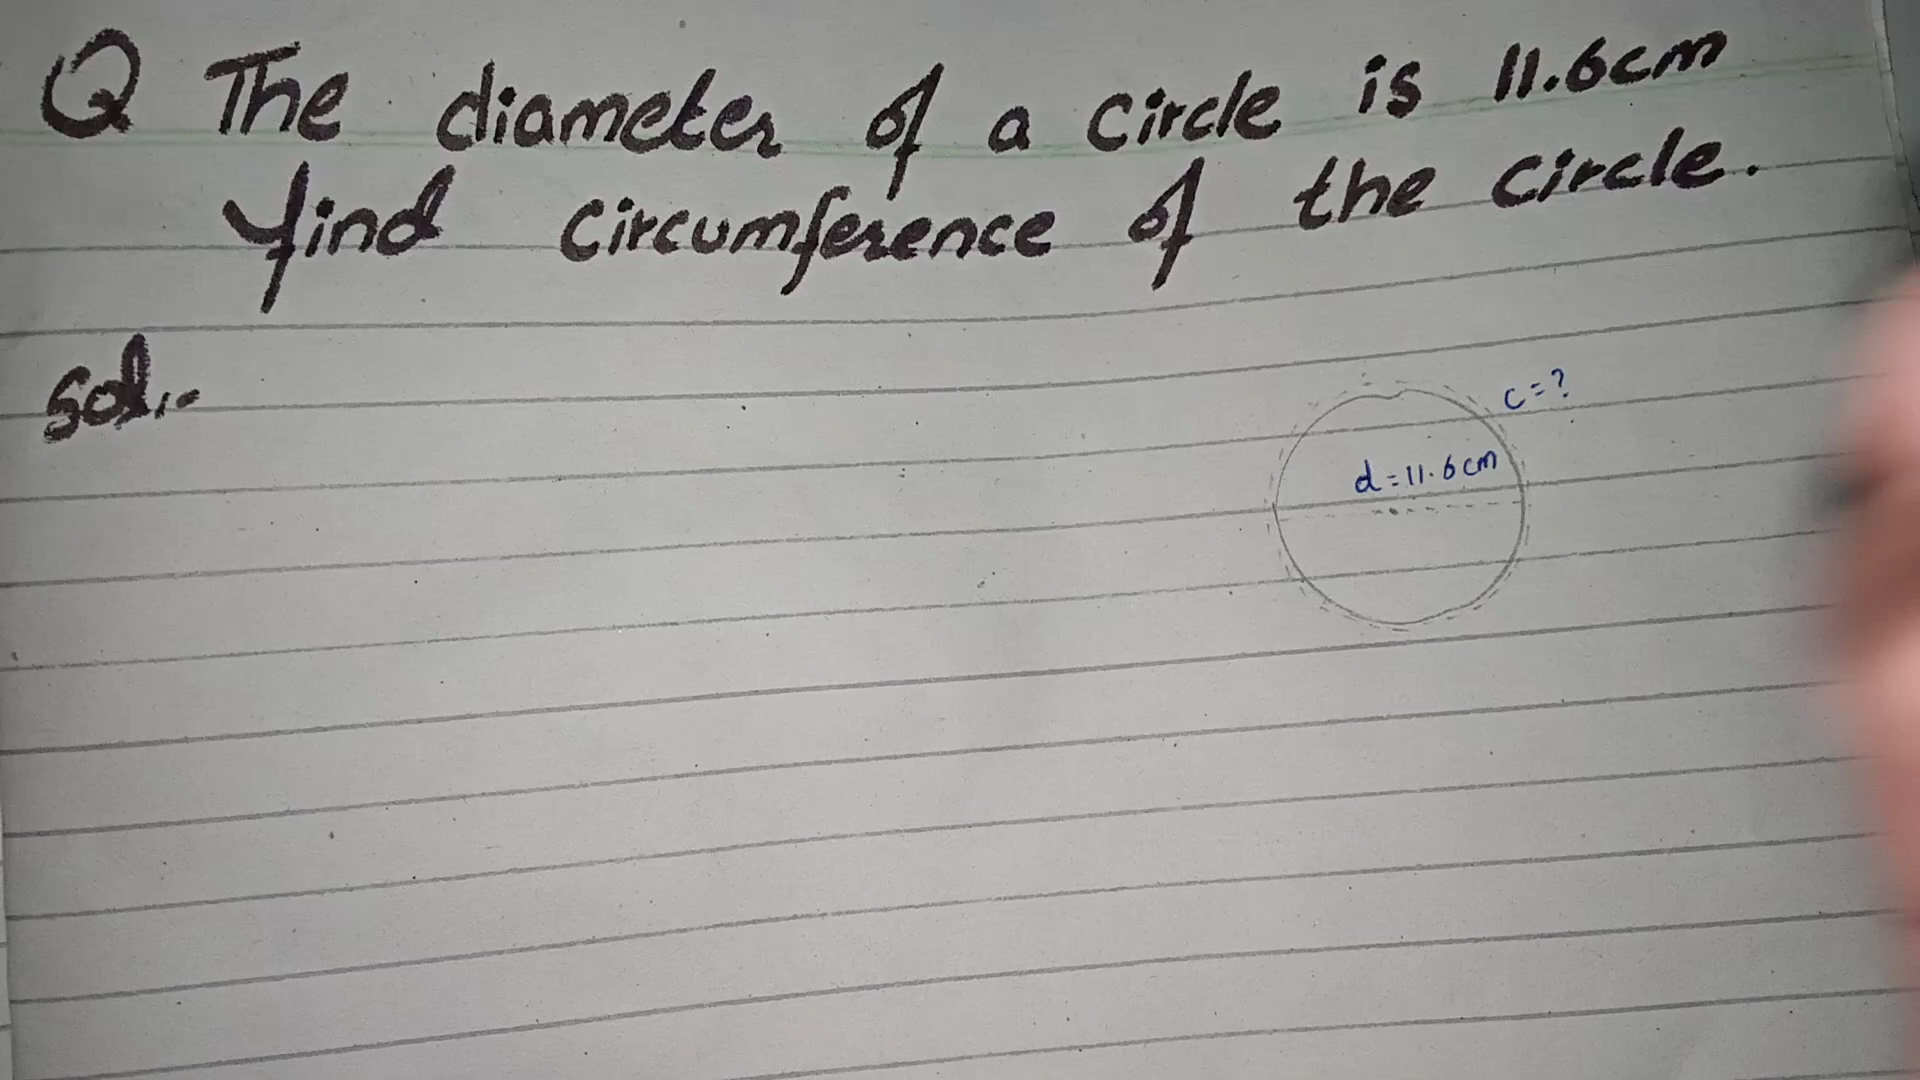 Q The diameter of a circle is 11.6cm
find circumference of the circle.
Sol:-
c=?
d=11.6cm